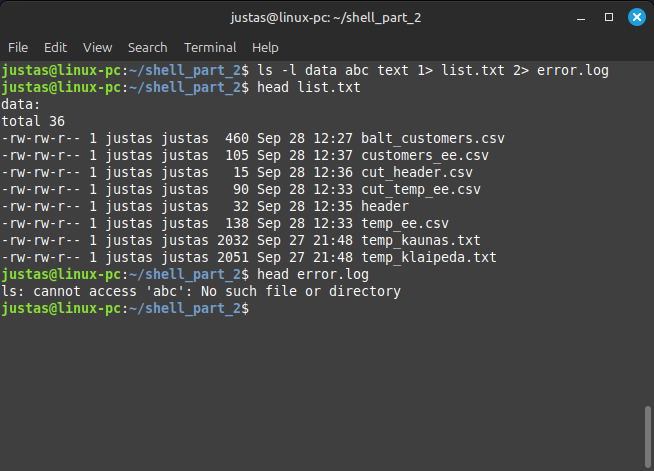 justas@linux-pc: ~/shell_part_2
File Edit View Search Terminal Help
justas@linux-pc:~/shell_part_2$ ls -l data abc text 1> list.txt 2> error.log
justas@linux-pc:~/shell_part_2$ head list.txt
data:
total 36
-rw-rw-r-- 1 justas justas  460 Sep 28 12:27 balt_customers.csv
-rw-rw-r-- 1 justas justas  105 Sep 28 12:37 customers_ee.csv
-rw-rw-r-- 1 justas justas   15 Sep 28 12:36 cut_header.csv
-rw-rw-r-- 1 justas justas   90 Sep 28 12:33 cut_temp_ee.csv
-rw-rw-r-- 1 justas justas   32 Sep 28 12:35 header
-rw-rw-r-- 1 justas justas  138 Sep 28 12:33 temp_ee.csv
-rw-rw-r-- 1 justas justas 2032 Sep 27 21:48 temp_kaunas.txt
-rw-rw-r-- 1 justas justas 2051 Sep 27 21:48 temp_klaipeda.txt
justas@linux-pc:~/shell_part_2$ head error.log
ls: cannot access 'abc': No such file or directory
justas@linux-pc:~/shell_part_2$